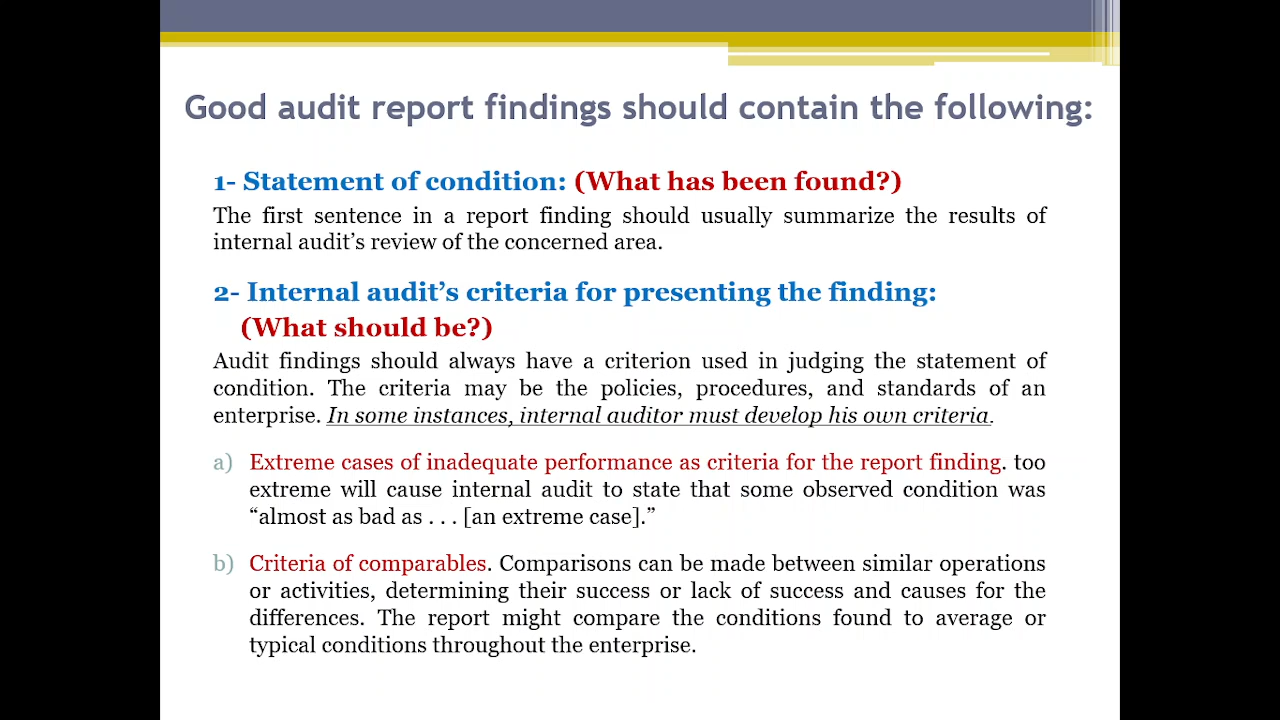 Good audit report findings should contain the following:
1- Statement of condition: (What has been found?)
The first sentence in a report finding should usually summarize the results of
internal audit’s review of the concerned area.
2- Internal audit’s criteria for presenting the finding:
(What should be?)
Audit findings should always have a criterion used in judging the statement of
condition. The criteria may be the policies, procedures, and standards of an
enterprise. In some instances, internal auditor must develop his own criteria.
a) Extreme cases of inadequate performance as criteria for the report finding. too
extreme will cause internal audit to state that some observed condition was
“almost as bad as . . . [an extreme case].”
b) Criteria of comparables. Comparisons can be made between similar operations
or activities, determining their success or lack of success and causes for the
differences. The report might compare the conditions found to average or
typical conditions throughout the enterprise.